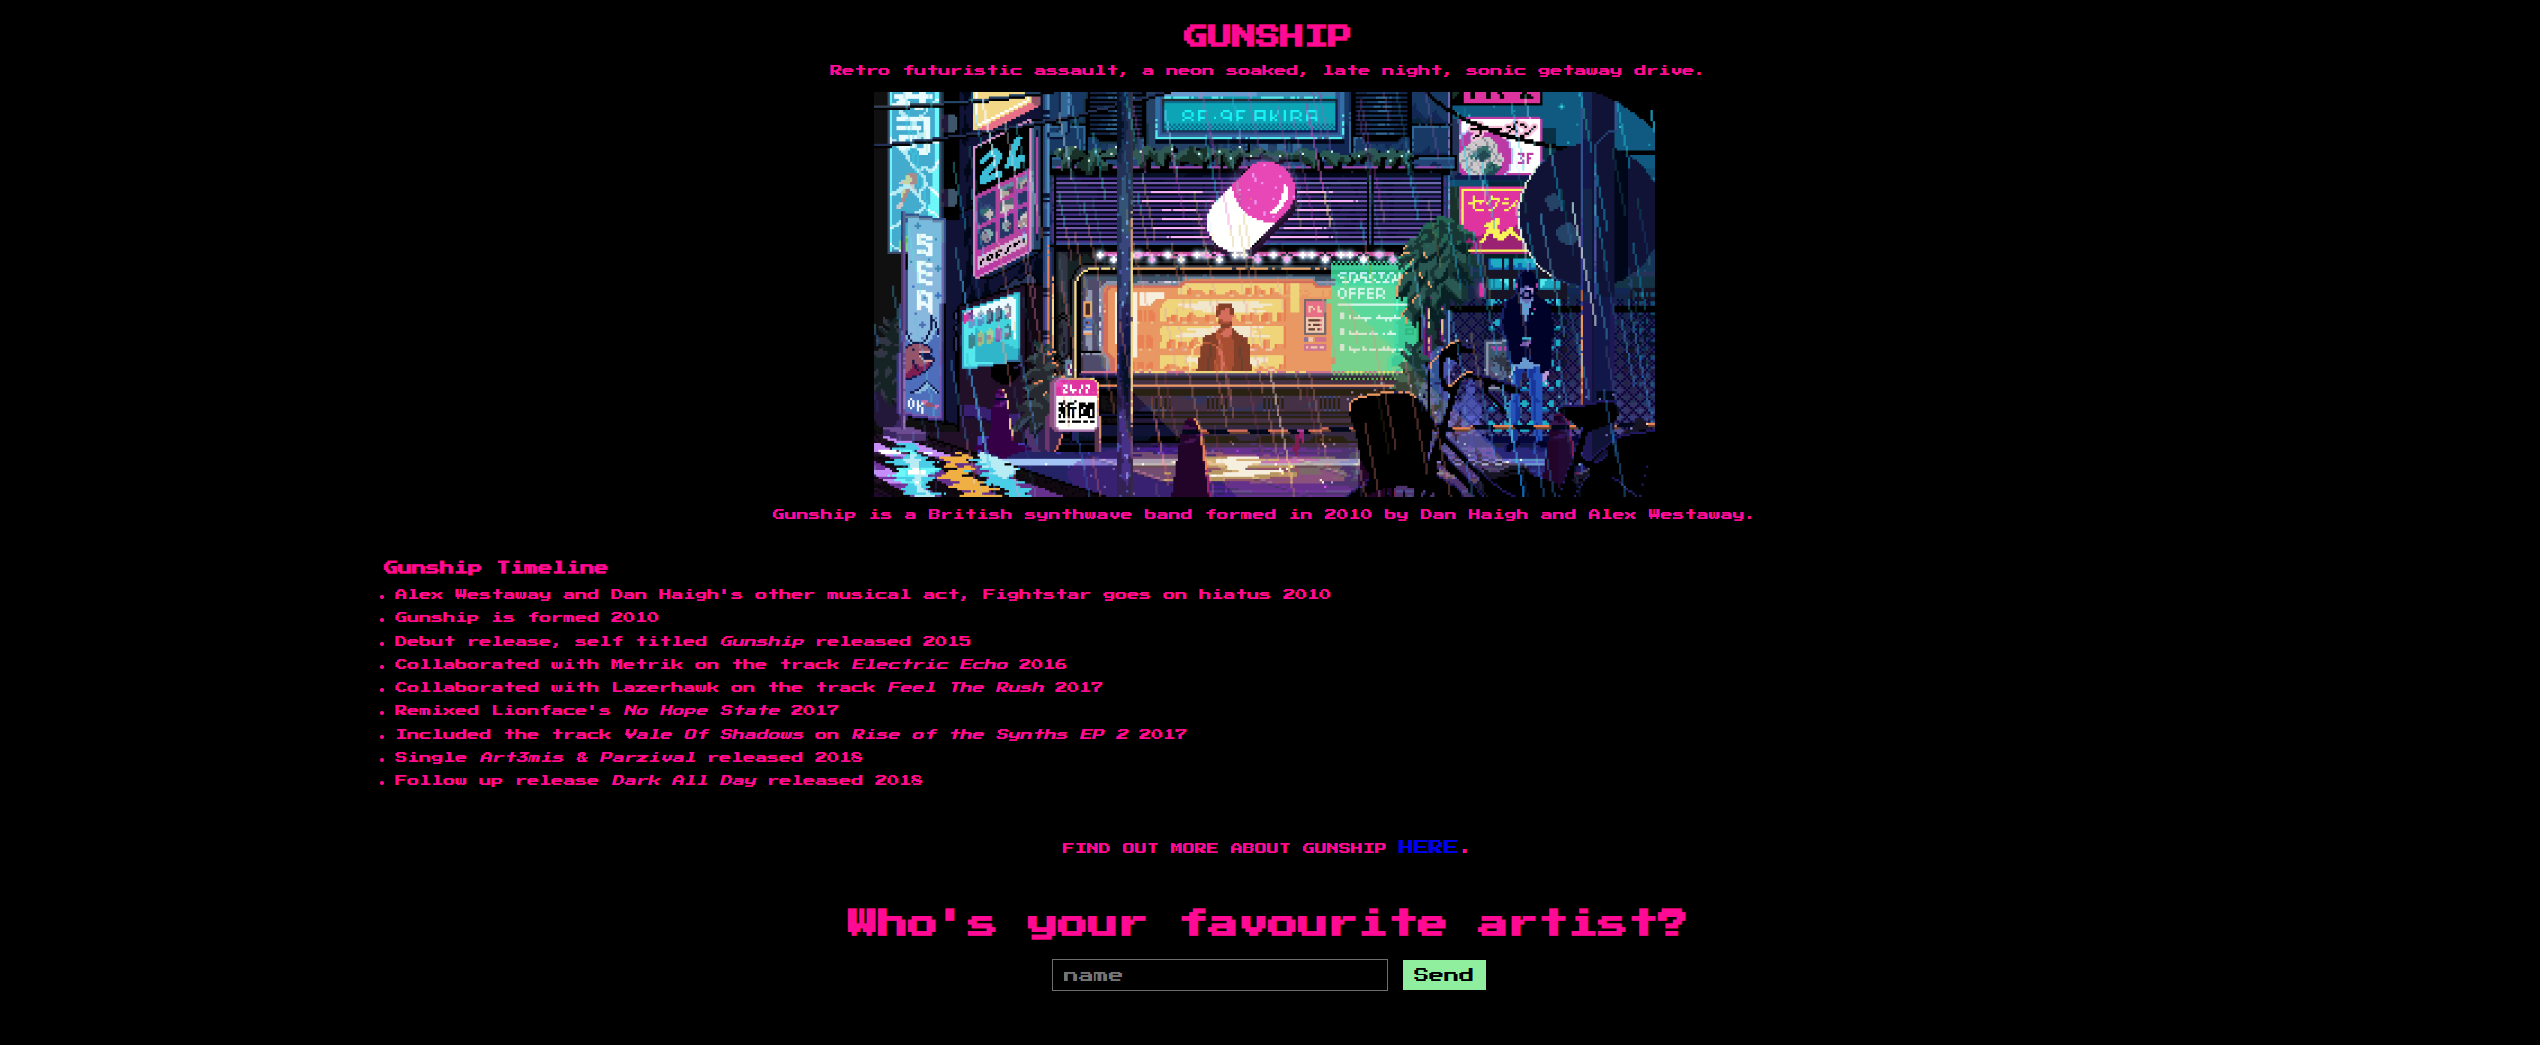 GUNSHIP
Retro futuristic assault, a neon soaked, late night, sonic getaway drive.
8F·9F AKIRA
24
3F
セクシ
SEA
SPECIAL
OFFER
24/7
新聞
OK
Gunship is a British synthwave band formed in 2010 by Dan Haigh and Alex Westaway.
Gunship Timeline
• Alex Westaway and Dan Haigh's other musical act, Fightstar goes on hiatus 2010
• Gunship is formed 2010
• Debut release, self titled Gunship released 2015
• Collaborated with Metrik on the track Electric Echo 2016
• Collaborated with Lazerhawk on the track Feel The Rush 2017
• Remixed Lionface's No Hope State 2017
• Included the track Vale Of Shadows on Rise of the Synths EP 2 2017
• Single Art3mis & Parzival released 2018
• Follow up release Dark All Day released 2018
FIND OUT MORE ABOUT GUNSHIP HERE.
Who's your favourite artist?
name
Send